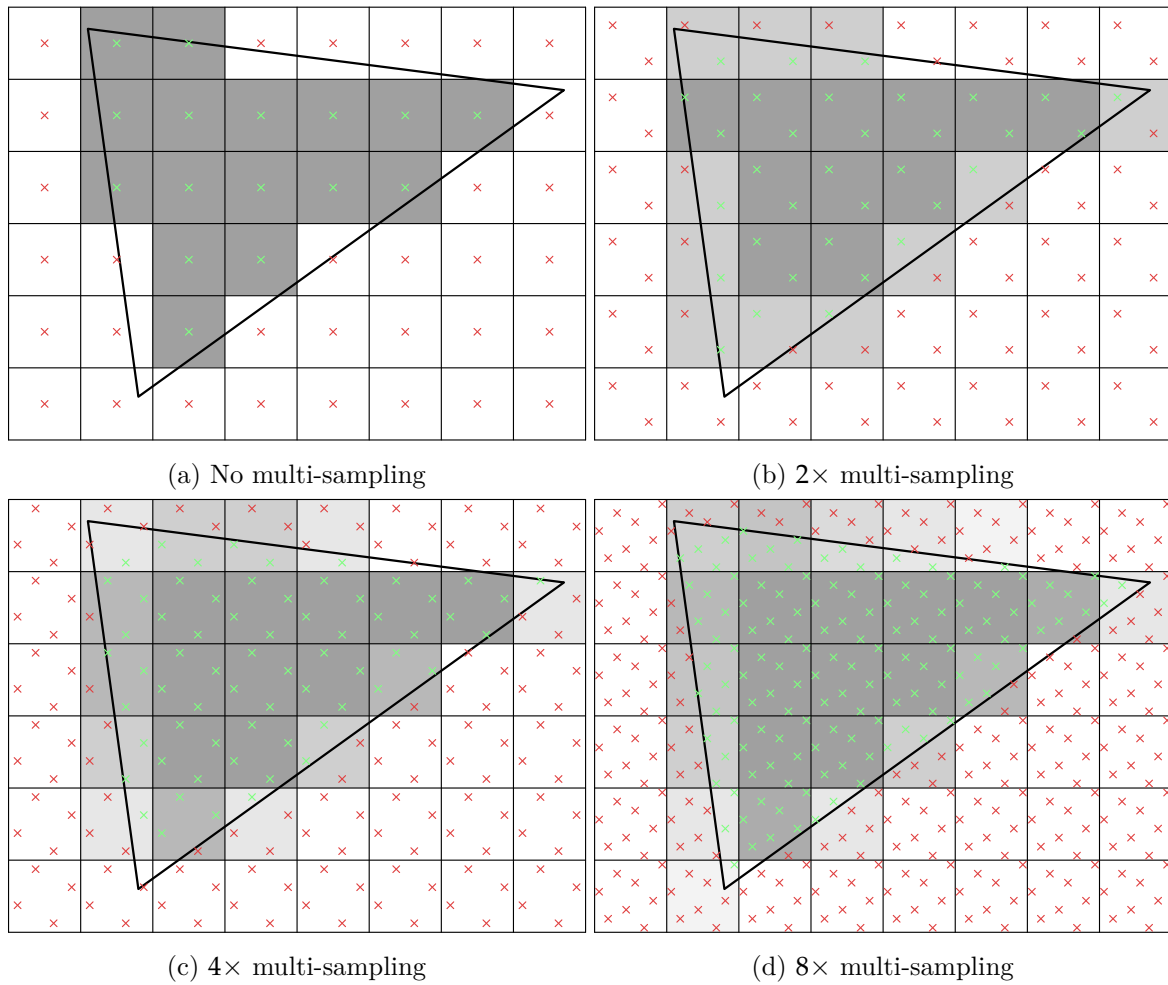 (a) No multi-sampling
(b) 2× multi-sampling
(c) 4× multi-sampling
(d) 8× multi-sampling